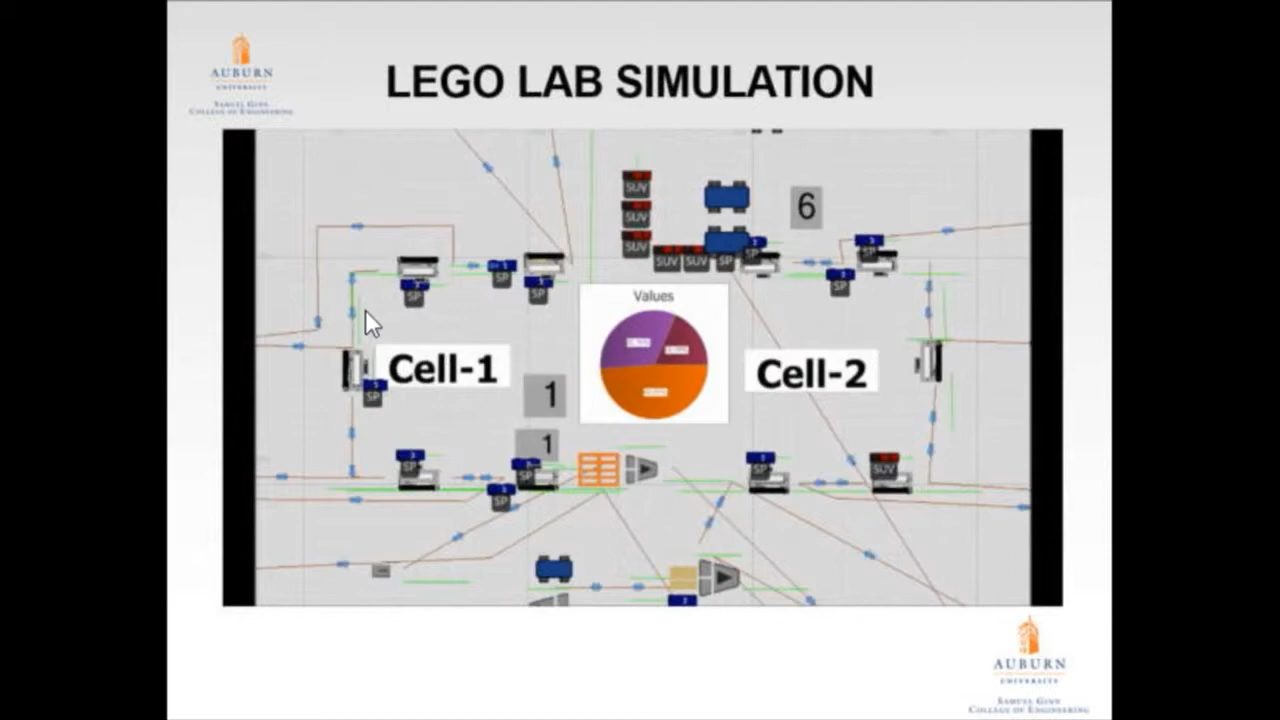 AUBURN
UNIVERSITY
SAMUEL GINN
COLLEGE OF ENGINEERING
LEGO LAB SIMULATION
SUV
SUV
SUV
SUV
SUV
SP
SP
6
SP
SP
SP
SP
SP
Values
Cell-1
SP
Cell-2
1
1
SP
SP
SP
SP
SUV
AUBURN
UNIVERSITY
SAMUEL GINN
COLLEGE OF ENGINEERING